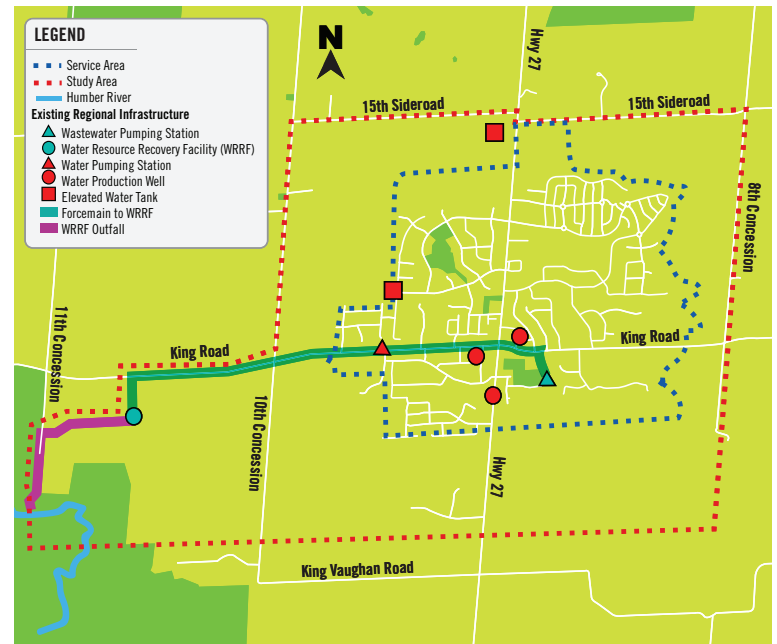 LEGEND
Service Area
Study Area
Humber River
Existing Regional Infrastructure
Wastewater Pumping Station
Water Resource Recovery Facility (WRRF)
Water Pumping Station
Water Production Well
Elevated Water Tank
Forcemain to WRRF
WRRF Outfall
N
Hwy 27
15th Sideroad
15th Sideroad
8th Concession
11th Concession
King Road
King Road
10th Concession
Hwy 27
King Vaughan Road